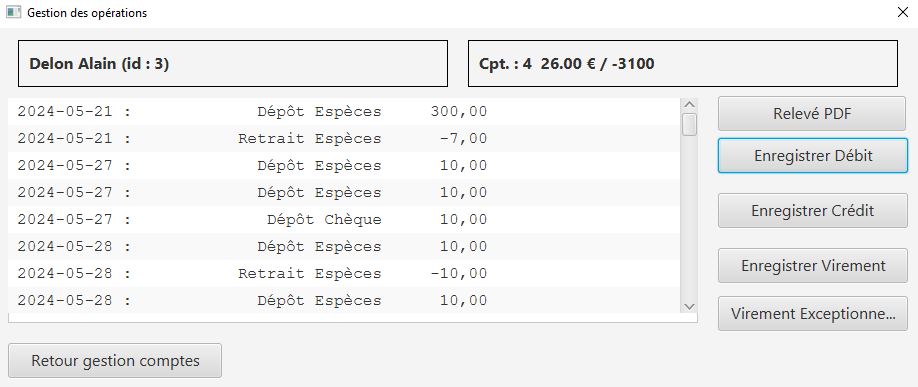 Gestion des opérations
Delon Alain (id : 3)
Cpt. : 4 26.00 € / -3100
2024-05-21 : Dépôt Espèces 300,00
2024-05-21 : Retrait Espèces -7,00
2024-05-27 : Dépôt Espèces 10,00
2024-05-27 : Dépôt Espèces 10,00
2024-05-27 : Dépôt Chèque 10,00
2024-05-28 : Dépôt Espèces 10,00
2024-05-28 : Retrait Espèces -10,00
2024-05-28 : Dépôt Espèces 10,00
Relevé PDF
Enregistrer Débit
Enregistrer Crédit
Enregistrer Virement
Virement Exceptionne...
Retour gestion comptes